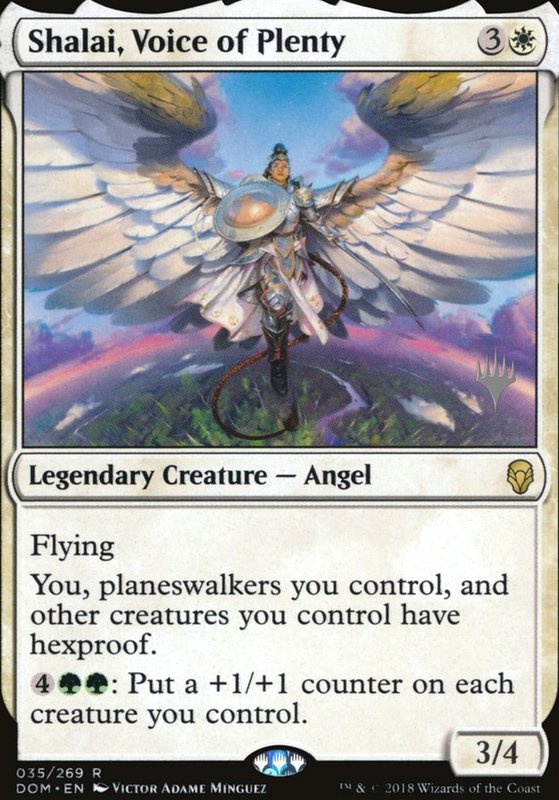 Shalai, Voice of Plenty 3
Legendary Creature — Angel
Flying
You, planeswalkers you control, and
other creatures you control have
hexproof.
4: Put a +1/+1 counter on each
creature you control.
3/4
035/269 R
DOM • EN Victor Adame Minguez
™ & © 2018 Wizards of the Coast